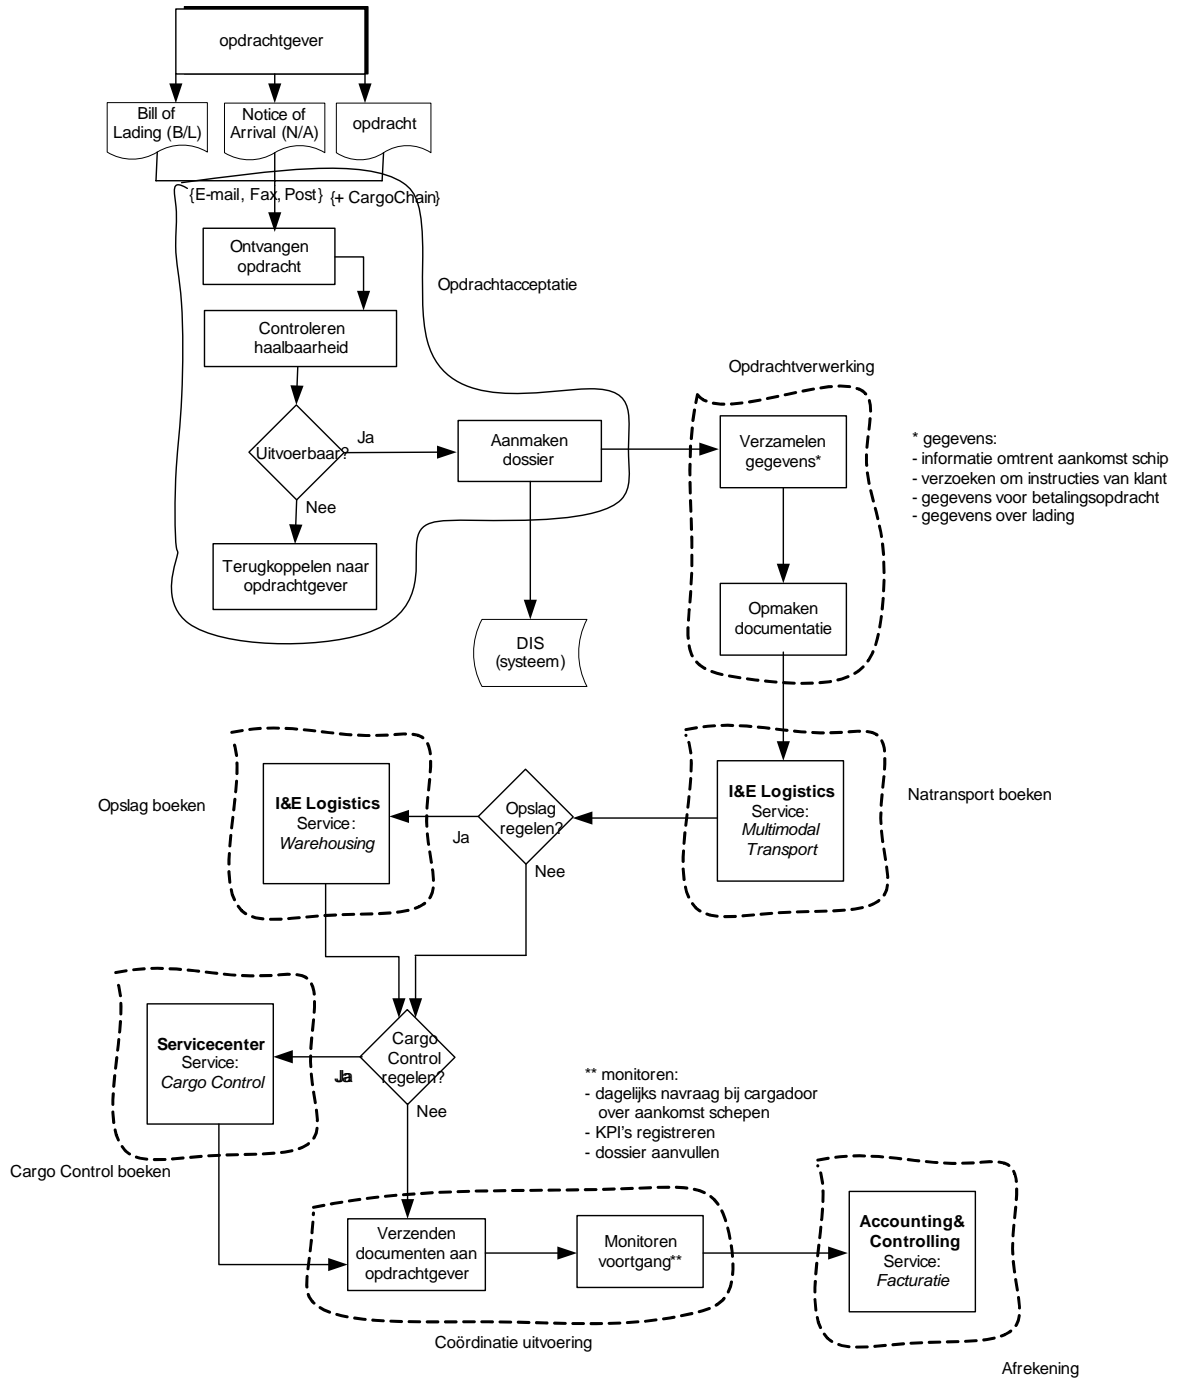 opdrachtgever
Bill of
Lading (B/L)
Notice of
Arrival (N/A)
opdracht
{E-mail, Fax, Post}
{+ CargoChain}
Ontvangen
opdracht
Opdrachtacceptatie
Controleren
haalbaarheid
Uitvoerbaar?
Ja
Nee
Aanmaken
dossier
Terugkoppelen naar
opdrachtgever
DIS
(systeem)
Opdrachtverwerking
Verzamelen
gegevens*
* gegevens:
- informatie omtrent aankomst schip
- verzoeken om instructies van klant
- gegevens voor betalingsopdracht
- gegevens over lading
Opmaken
documentatie
Natransport boeken
I&E Logistics
Service:
Multimodal
Transport
Opslag
regelen?
Ja
Nee
Opslag boeken
I&E Logistics
Service:
Warehousing
Cargo
Control
regelen?
Ja
Nee
Servicecenter
Service:
Cargo Control
Cargo Control boeken
** monitoren:
- dagelijks navraag bij cargadoor
over aankomst schepen
- KPI's registreren
- dossier aanvullen
Verzenden
documenten aan
opdrachtgever
Monitoren
voortgang**
Coördinatie uitvoering
Accounting&
Controlling
Service:
Facturatie
Afrekening